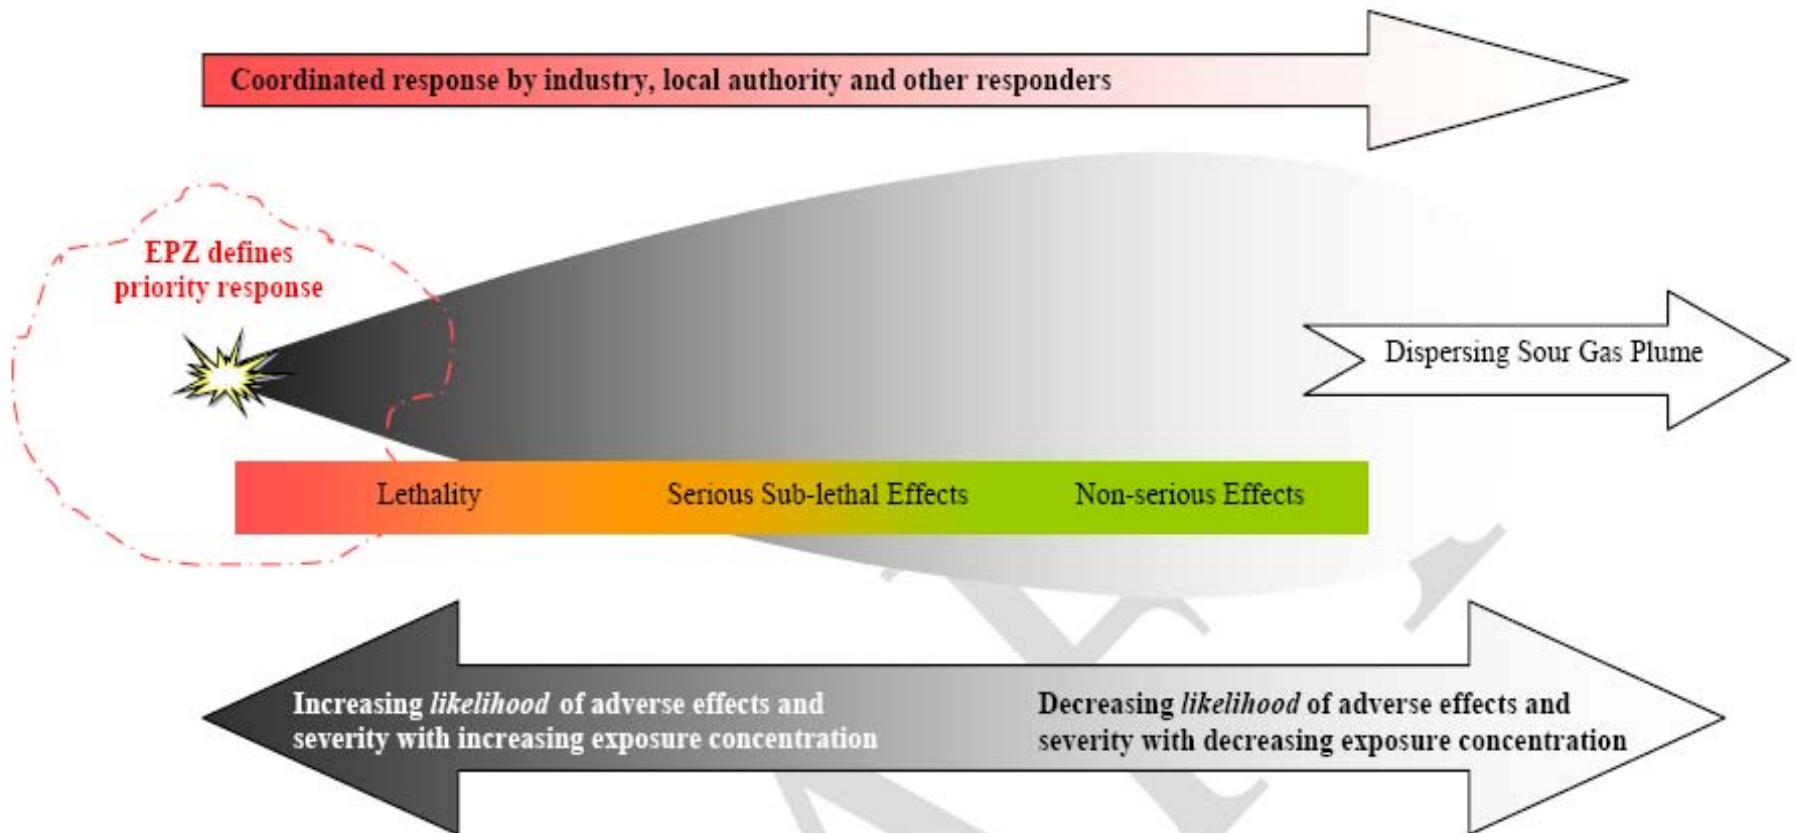 Coordinated response by industry, local authority and other responders
EPZ defines
priority response
Dispersing Sour Gas Plume
Lethality
Serious Sub-lethal Effects
Non-serious Effects
Increasing likelihood of adverse effects and
severity with increasing exposure concentration
Decreasing likelihood of adverse effects and
severity with decreasing exposure concentration